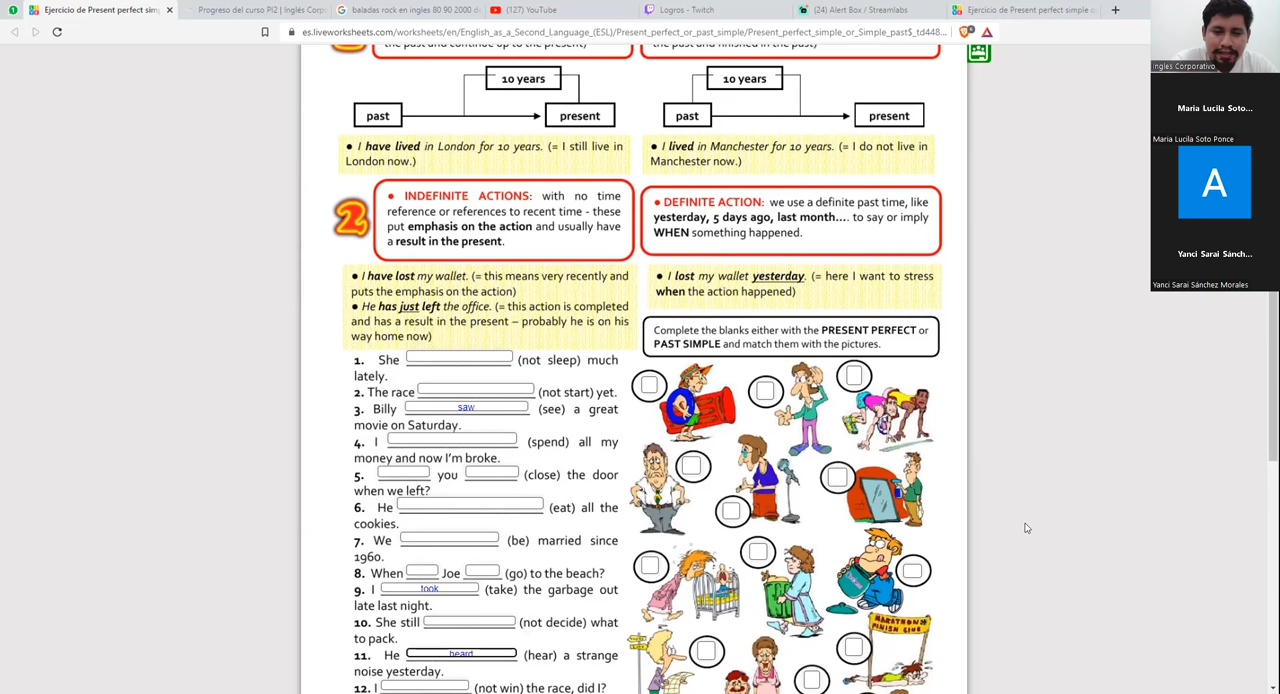 Ejercicio de Present perfect sim
Progreso del curso PI2 | Inglés Corp
baladas rock en ingles 80 90 2000 d
(127) YouTube
Logros - Twitch
(24) Alert Box / Streamlabs
Ejercicio de Present perfect simple o
es.liveworksheets.com/worksheets/en/English_as_a_Second_Language_(ESL)/Present_perfect_or_past_simple/Present_perfect_simple_or_Simple_past$_td448...
the past and continue up to the present)
the past and finished in the past)
10 years
10 years
past
present
past
present
• I have lived in London for 10 years. (= I still live in
London now.)
• I lived in Manchester for 10 years. (= I do not live in
Manchester now.)
2
• INDEFINITE ACTIONS: with no time
reference or references to recent time - these
put emphasis on the action and usually have
a result in the present.
• DEFINITE ACTION: we use a definite past time, like
yesterday, 5 days ago, last month.... to say or imply
WHEN something happened.
• I have lost my wallet. (= this means very recently and
puts the emphasis on the action)
• He has just left the office. (= this action is completed
and has a result in the present – probably he is on his
way home now)
• I lost my wallet yesterday. (= here I want to stress
when the action happened)
Complete the blanks either with the PRESENT PERFECT or
PAST SIMPLE and match them with the pictures.
1. She (not sleep) much
lately.
2. The race (not start) yet.
3. Billy saw (see) a great
movie on Saturday.
4. I (spend) all my
money and now I'm broke.
5. you (close) the door
when we left?
6. He (eat) all the
cookies.
7. We (be) married since
1960.
8. When Joe (go) to the beach?
9. I took (take) the garbage out
late last night.
10. She still (not decide) what
to pack.
11. He heard (hear) a strange
noise yesterday.
12. I (not win) the race, did I?
MARATHON
FINISH LINE
Ingles Corporativo
Maria Lucila Soto...
Maria Lucila Soto Ponce
A
Yanci Sarai Sánch...
Yanci Sarai Sánchez Morales